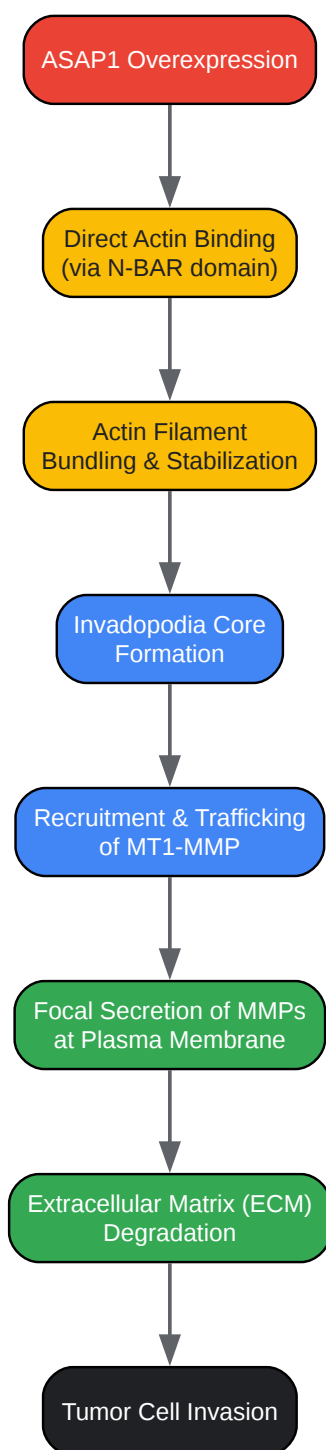 ASAP1 Overexpression
Direct Actin Binding
(via N-BAR domain)
Actin Filament
Bundling & Stabilization
Invadopodia Core
Formation
Recruitment & Trafficking
of MT1-MMP
Focal Secretion of MMPs
at Plasma Membrane
Extracellular Matrix (ECM)
Degradation
Tumor Cell Invasion